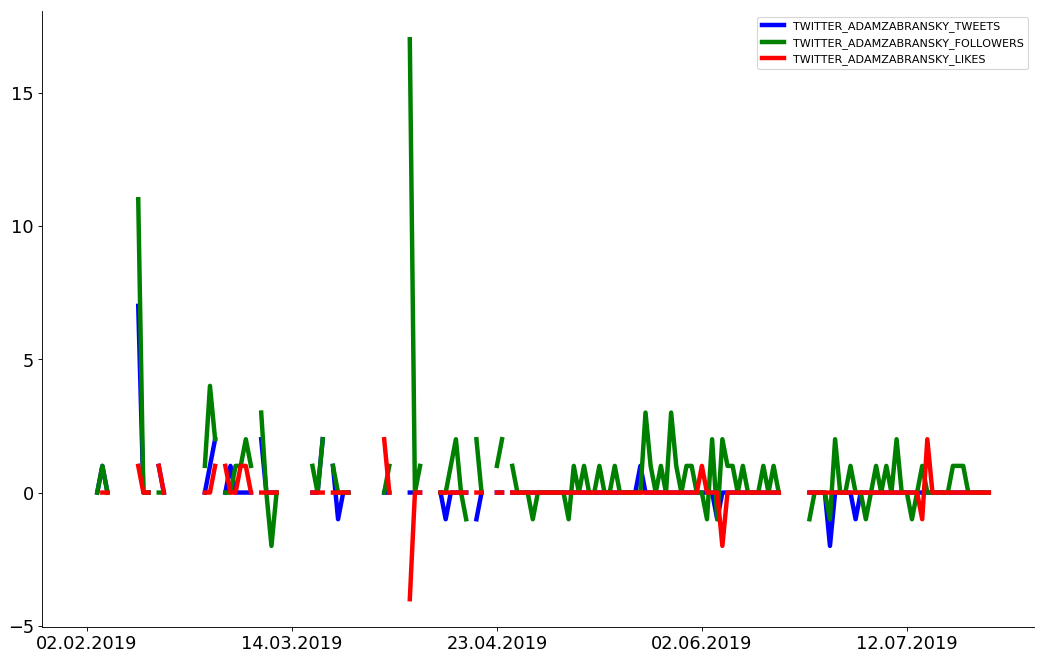 TWITTER_ADAMZABRANSKY_TWEETS
TWITTER_ADAMZABRANSKY_FOLLOWERS
TWITTER_ADAMZABRANSKY_LIKES
15
10
5
0
−5
02.02.2019 14.03.2019 23.04.2019 02.06.2019 12.07.2019